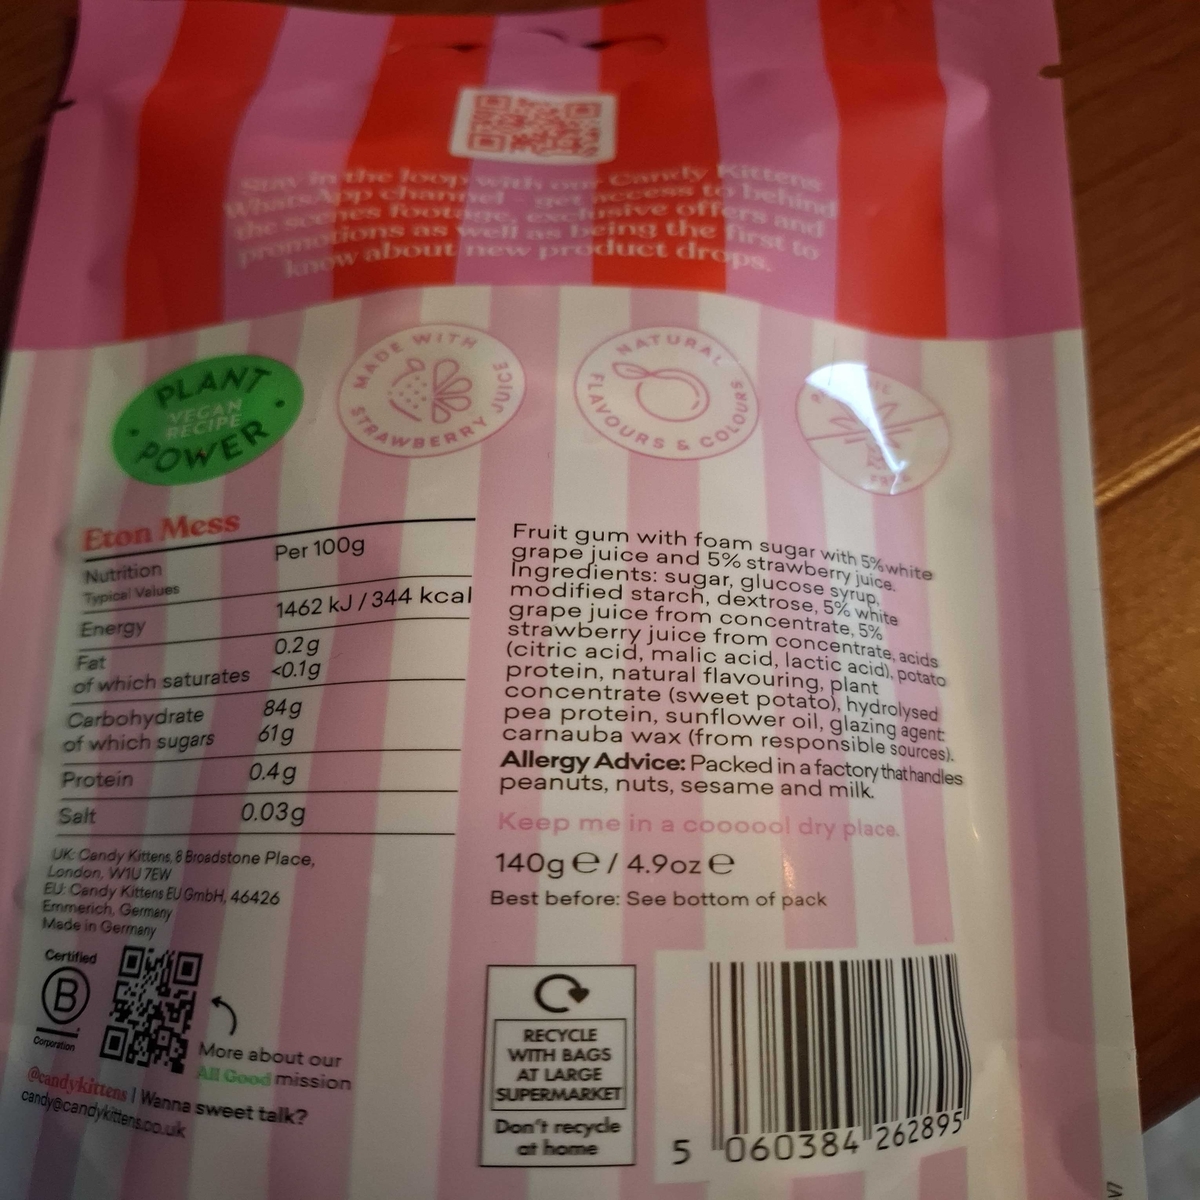 Stay in the loop with our Candy Kittens
WhatsApp channel - get access to behind
the scenes footage, exclusive offers and
promotions as well as being the first to
know about new product drops.
PLANT
VEGAN
RECIPE
POWER
MADE WITH
STRAWBERRY JUICE
NATURAL
FLAVOURS & COLOURS
FREE
Eton Mess
Nutrition
Typical Values
Per 100g
Energy
1462 kJ / 344 kcal
Fat
0.2g
of which saturates <0.1g
Carbohydrate 84g
of which sugars 61g
Protein 0.4g
Salt 0.03g
UK: Candy Kittens, 8 Broadstone Place,
London, W1U 7EW
EU: Candy Kittens EU GmbH, 46426
Emmerich, Germany
Made in Germany
Certified
B
Corporation
More about our
All Good mission
@candykittens | Wanna sweet talk?
candy@candykittens.co.uk
Fruit gum with foam sugar with 5% white
grape juice and 5% strawberry juice.
Ingredients: sugar, glucose syrup,
modified starch, dextrose, 5% white
grape juice from concentrate, 5%
strawberry juice from concentrate, acids
(citric acid, malic acid, lactic acid), potato
protein, natural flavouring, plant
concentrate (sweet potato), hydrolysed
pea protein, sunflower oil, glazing agent:
carnauba wax (from responsible sources).
Allergy Advice: Packed in a factory that handles
peanuts, nuts, sesame and milk.
Keep me in a coooool dry place.
140g e / 4.9oz e
Best before: See bottom of pack
RECYCLE
WITH BAGS
AT LARGE
SUPERMARKET
Don't recycle
at home
5 060384 262895
V7